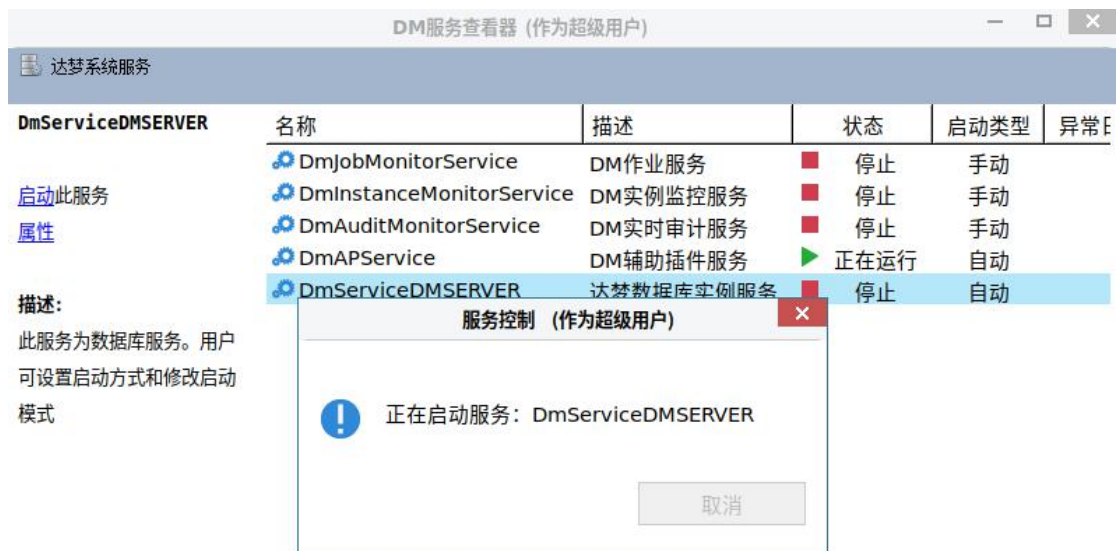 DM服务查看器 (作为超级用户)
达梦系统服务
DmServiceDMSERVER
启动此服务
属性
描述:
此服务为数据库服务。用户
可设置启动方式和修改启动
模式
名称 描述 状态 启动类型 异常日
DmJobMonitorService DM作业服务 停止 手动
DmInstanceMonitorService DM实例监控服务 停止 手动
DmAuditMonitorService DM实时审计服务 停止 手动
DmAPService DM辅助插件服务 正在运行 自动
DmServiceDMSERVER 达梦数据库实例服务 停止 自动
服务控制 (作为超级用户)
正在启动服务: DmServiceDMSERVER
取消